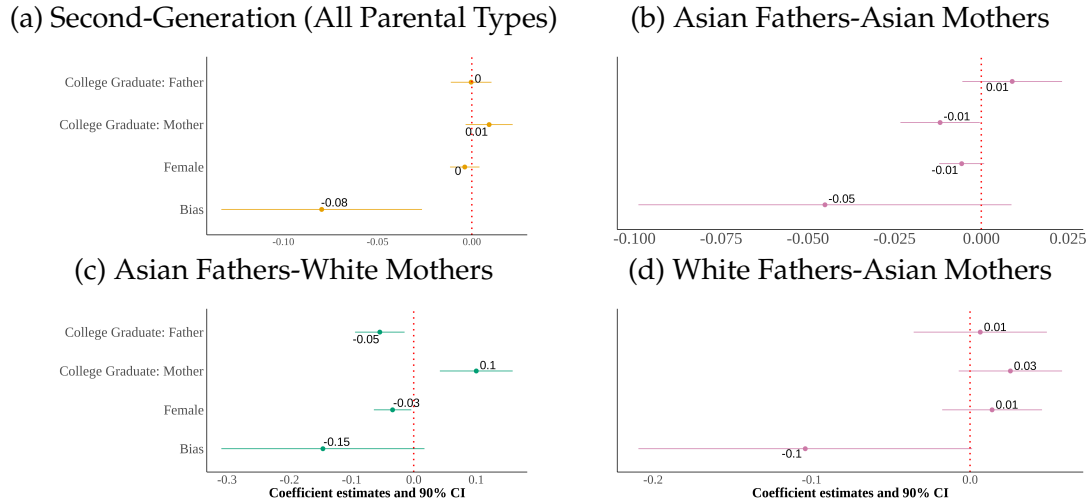 (a) Second-Generation (All Parental Types)
College Graduate: Father
0
College Graduate: Mother
0.01
Female
0
Bias
-0.08
-0.10 -0.05 0.00
(b) Asian Fathers-Asian Mothers
0.01
-0.01
-0.01
-0.05
-0.100 -0.075 -0.050 -0.025 0.000 0.025
(c) Asian Fathers-White Mothers
College Graduate: Father
-0.05
College Graduate: Mother
0.1
Female
-0.03
Bias
-0.15
-0.3 -0.2 -0.1 0.0 0.1
Coefficient estimates and 90% CI
(d) White Fathers-Asian Mothers
0.01
0.03
0.01
-0.1
-0.2 -0.1 0.0
Coefficient estimates and 90% CI